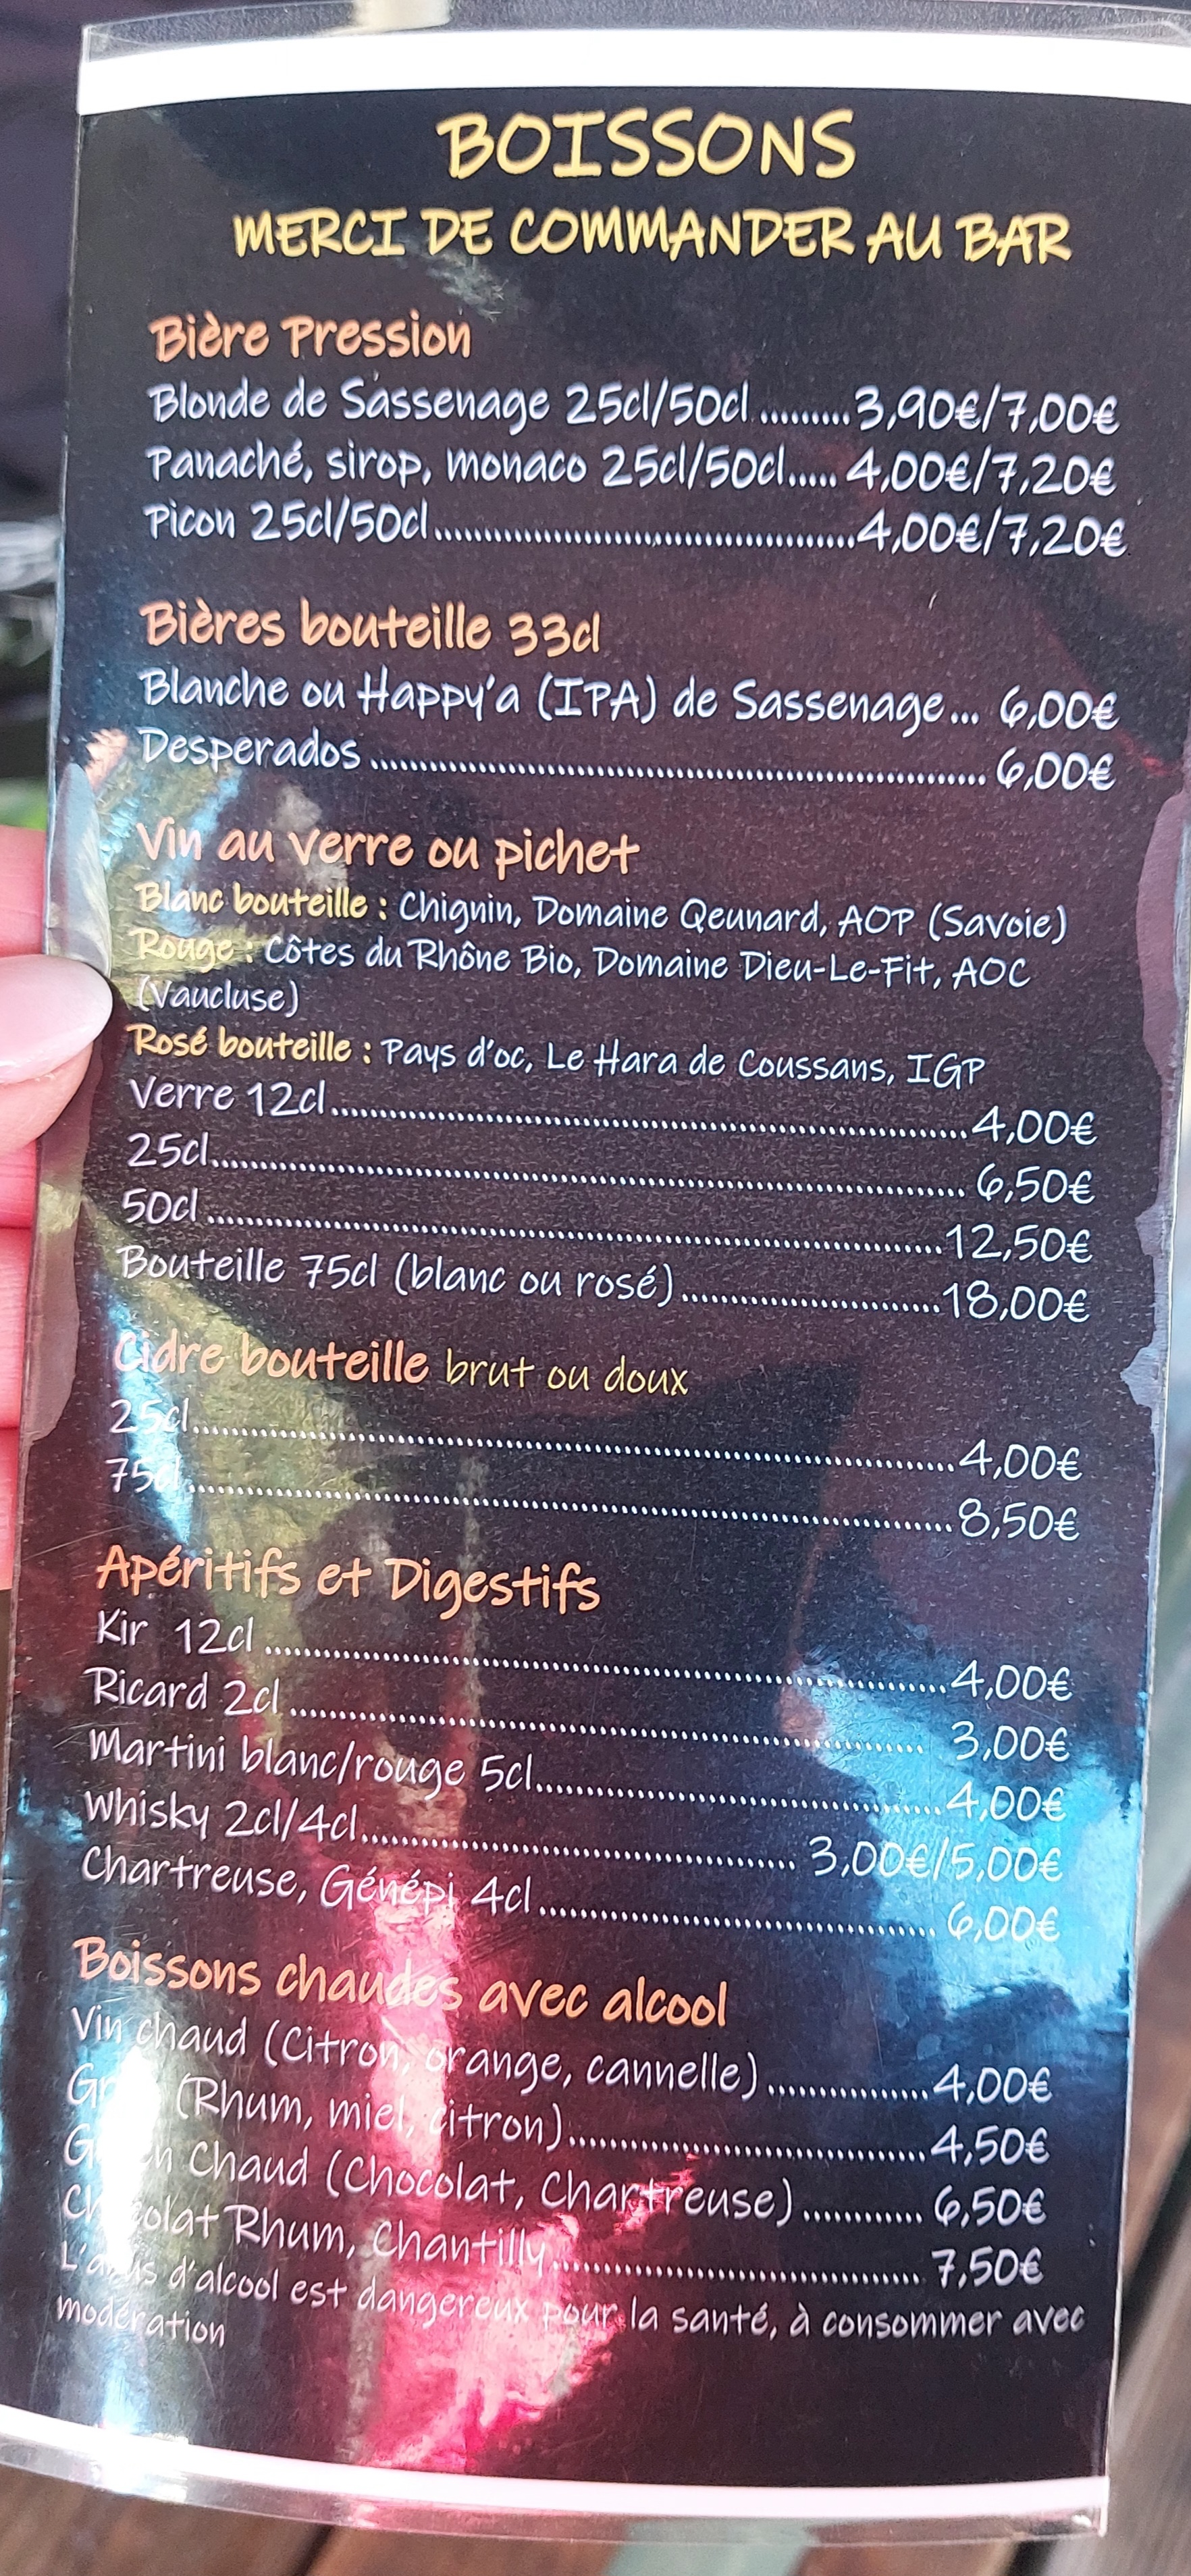 BOISSONS
MERCI DE COMMANDER AU BAR
Bière Pression
Blonde de Sassenage 25cl/50cl.........3,90€/7,00€
Panaché, sirop, monaco 25cl/50cl.....4,00€/7,20€
Picon 25cl/50cl..........................................4,00€/7,20€
Bières bouteille 33cl
Blanche ou Happy'a (IPA) de Sassenage... 6,00€
Desperados.............................................................. 6,00€
Vin au verre ou pichet
Blanc bouteille : Chignin, Domaine Qeunard, AOP (Savoie)
Rouge : Côtes du Rhône Bio, Domaine Dieu-Le-Fit, AOC
(Vaucluse)
Rosé bouteille : Pays d'oc, Le Hara de Coussans, IGP
Verre 12cl................................................................4,00€
25cl........................................................................... 6,50€
50cl..........................................................................12,50€
Bouteille 75cl (blanc ou rosé)..........................18,00€
Cidre bouteille brut ou doux
25cl............................................................................4,00€
75cl............................................................................8,50€
Apéritifs et Digestifs
Kir 12cl....................................................................4,00€
Ricard 2cl................................................................ 3,00€
Martini blanc/rouge 5cl.........................................4,00€
Whisky 2cl/4cl............................................ 3,00€/5,00€
Chartreuse, Génépi 4cl........................................ 6,00€
Boissons chaudes avec alcool
Vin chaud (Citron, orange, cannelle)................4,00€
(Rhum, miel, citron)....................................4,50€
Chaud (Chocolat, Chartreuse)............ 6,50€
Chocolat Rhum, Chantilly..................................... 7,50€
L'abus d'alcool est dangereux pour la santé, à consommer avec
modération